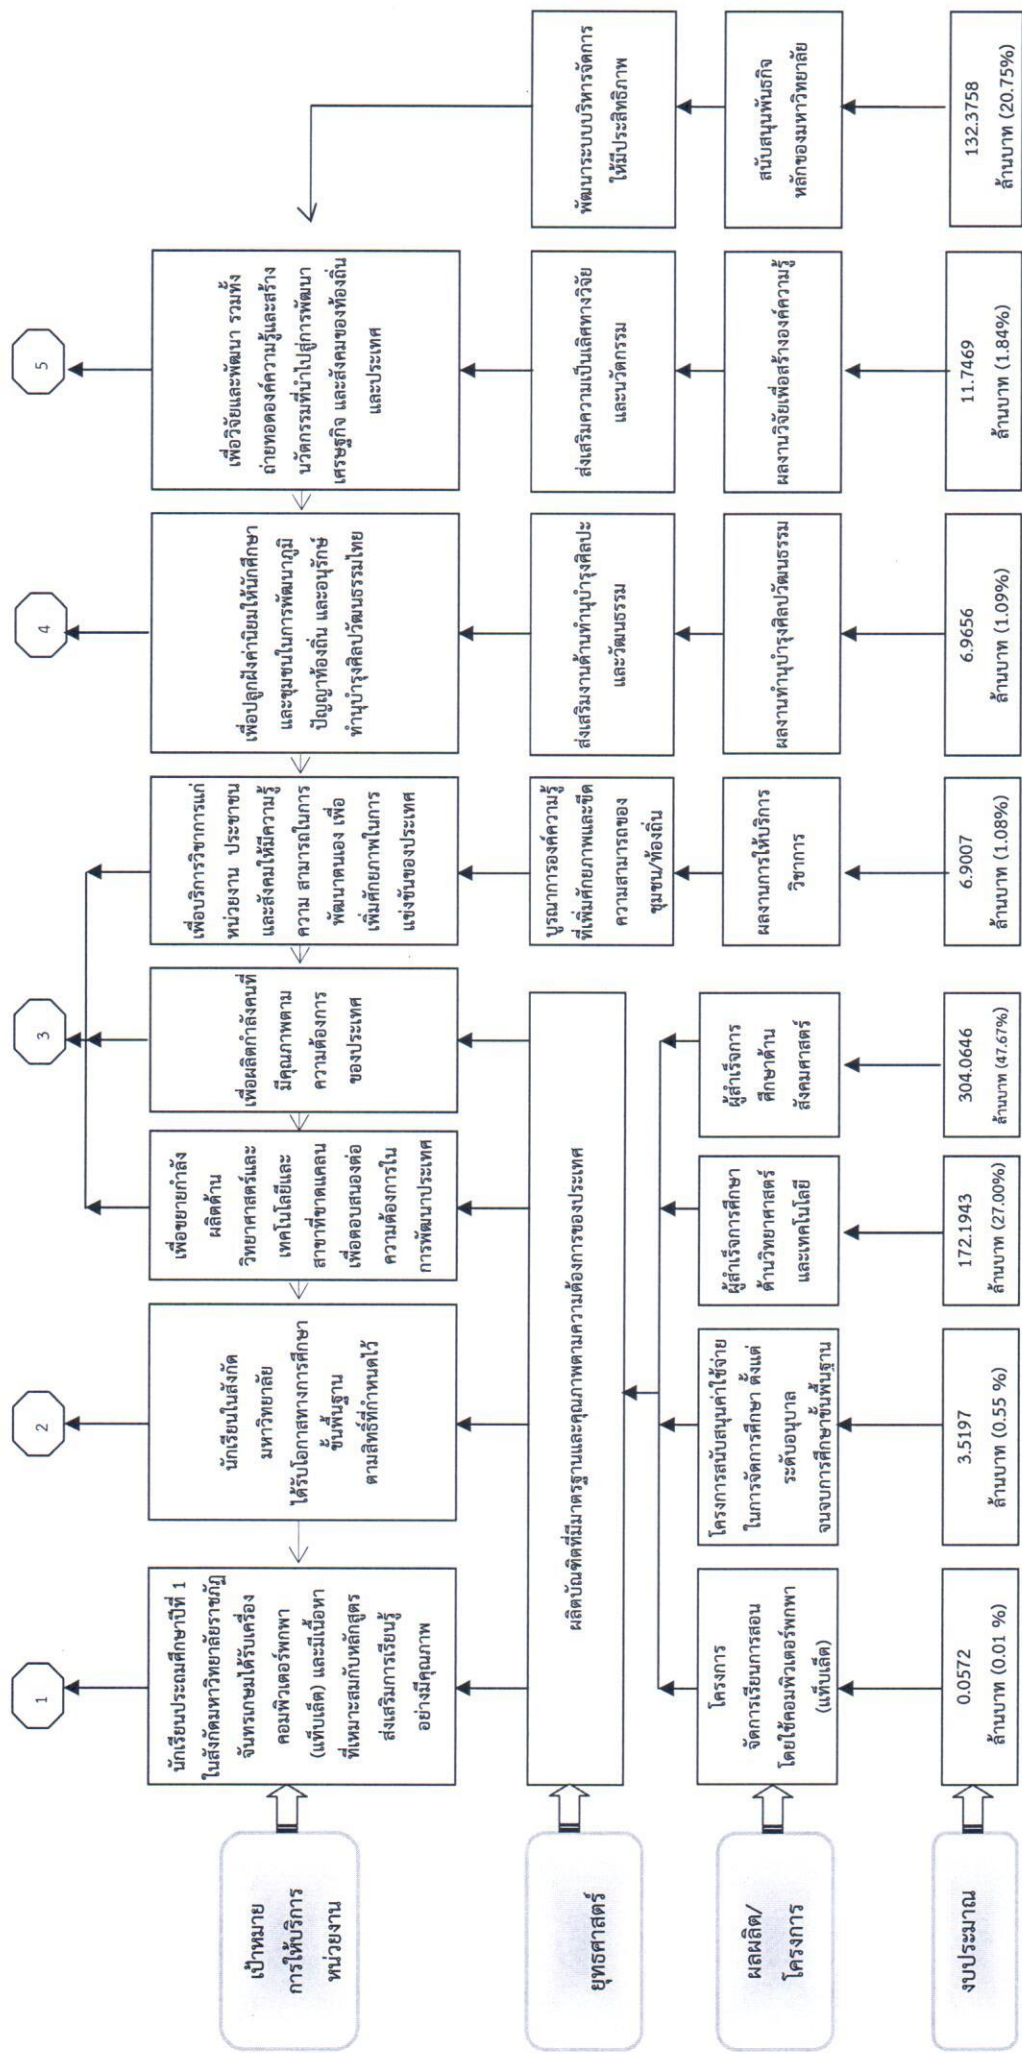 1
2
3
4
5
เป้าหมาย
การให้บริการ
หน่วยงาน
นักเรียนประถมศึกษาปีที่ 1
ในสังกัดมหาวิทยาลัยราชภัฏ
จันทรเกษมได้รับเครื่อง
คอมพิวเตอร์พกพา
(แท็บเล็ต) และมีเนื้อหา
ที่เหมาะสมกับหลักสูตร
ส่งเสริมการเรียนรู้
อย่างมีคุณภาพ
นักเรียนในสังกัด
มหาวิทยาลัย
ได้รับโอกาสทางการศึกษา
ขั้นพื้นฐาน
ตามสิทธิ์ที่กำหนดไว้
เพื่อขยายกำลัง
ผลิตด้าน
วิทยาศาสตร์และ
เทคโนโลยีและ
สาขาที่ขาดแคลน
เพื่อตอบสนองต่อ
ความต้องการใน
การพัฒนาประเทศ
เพื่อผลิตกำลังคนที่
มีคุณภาพตาม
ความต้องการ
ของประเทศ
เพื่อบริการวิชาการแก่
หน่วยงาน ประชาชน
และสังคมให้มีความรู้
ความ สามารถในการ
พัฒนาตนเอง เพื่อ
เพิ่มศักยภาพในการ
แข่งขันของประเทศ
เพื่อปลูกฝังค่านิยมให้นักศึกษา
และชุมชนในการพัฒนาภูมิ
ปัญญาท้องถิ่น และอนุรักษ์
ทำนุบำรุงศิลปวัฒนธรรมไทย
เพื่อวิจัยและพัฒนา รวมทั้ง
ถ่ายทอดองค์ความรู้และสร้าง
นวัตกรรมที่นำไปสู่การพัฒนา
เศรษฐกิจ และสังคมของท้องถิ่น
และประเทศ
ยุทธศาสตร์
ผลิตบัณฑิตที่มีมาตรฐานและคุณภาพตามความต้องการของประเทศ
บูรณาการองค์ความรู้
ที่เพิ่มศักยภาพและขีด
ความสามารถของ
ชุมชน/ท้องถิ่น
ส่งเสริมงานด้านทำนุบำรุงศิลปะ
และวัฒนธรรม
ส่งเสริมความเป็นเลิศทางวิจัย
และนวัตกรรม
พัฒนาระบบบริหารจัดการ
ให้มีประสิทธิภาพ
ผลผลิต/
โครงการ
โครงการ
จัดการเรียนการสอน
โดยใช้คอมพิวเตอร์พกพา
(แท็บเล็ต)
โครงการสนับสนุนค่าใช้จ่าย
ในการจัดการศึกษา ตั้งแต่
ระดับอนุบาล
จนจบการศึกษาขั้นพื้นฐาน
ผู้สำเร็จการศึกษา
ด้านวิทยาศาสตร์
และเทคโนโลยี
ผู้สำเร็จการ
ศึกษาด้าน
สังคมศาสตร์
ผลงานการให้บริการ
วิชาการ
ผลงานทำนุบำรุงศิลปวัฒนธรรม
ผลงานวิจัยเพื่อสร้างองค์ความรู้
สนับสนุนพันธกิจ
หลักของมหาวิทยาลัย
งบประมาณ
0.0572
ล้านบาท (0.01 %)
3.5197
ล้านบาท (0.55 %)
172.1943
ล้านบาท (27.00%)
304.0646
ล้านบาท (47.67%)
6.9007
ล้านบาท (1.08%)
6.9656
ล้านบาท (1.09%)
11.7469
ล้านบาท (1.84%)
132.3758
ล้านบาท (20.75%)